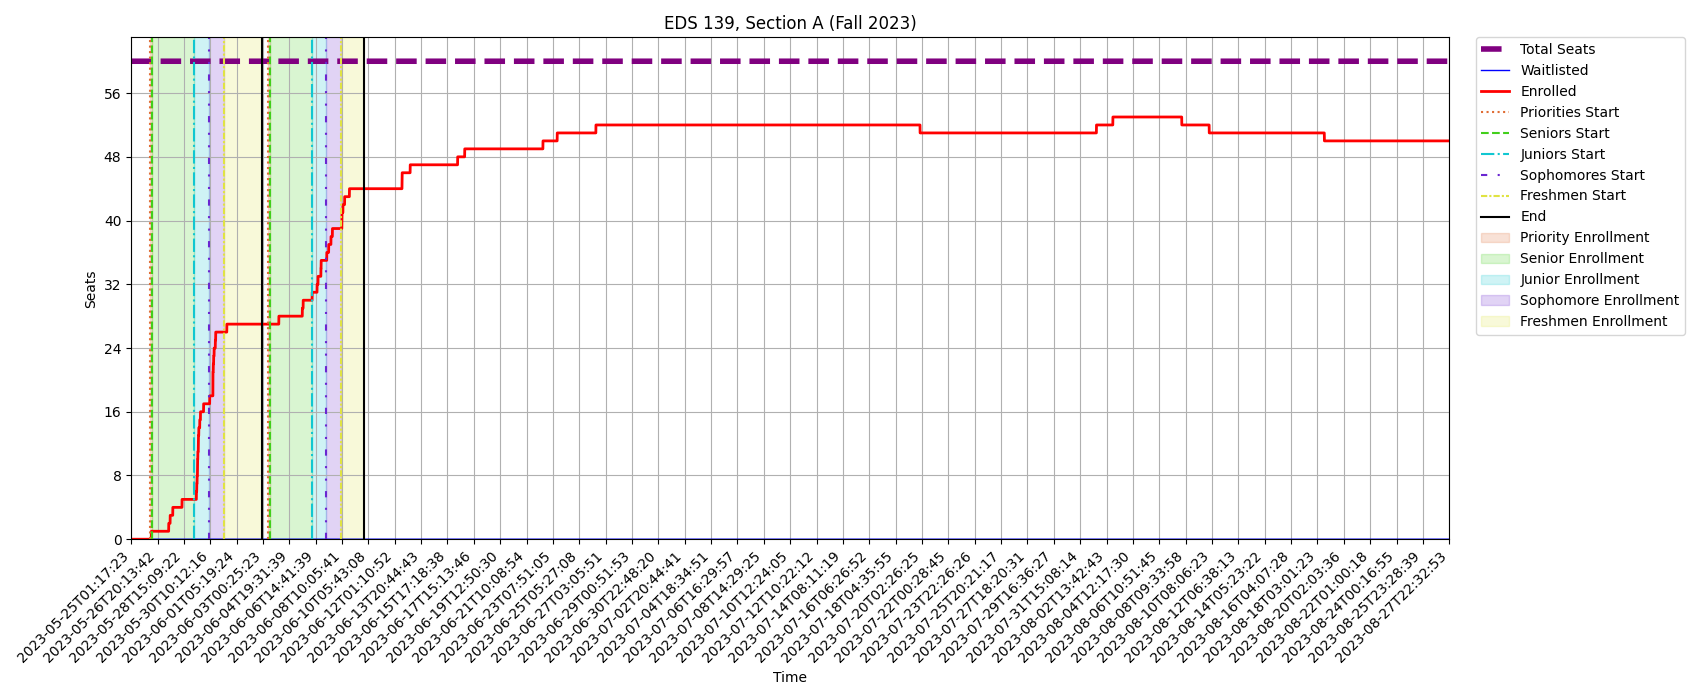 EDS 139, Section A (Fall 2023)
Total Seats
Waitlisted
Enrolled
Priorities Start
Seniors Start
Juniors Start
Sophomores Start
Freshmen Start
End
Priority Enrollment
Senior Enrollment
Junior Enrollment
Sophomore Enrollment
Freshmen Enrollment
Seats
56
48
40
32
24
16
8
0
2023-05-25T01:17:23
2023-05-26T20:13:42
2023-05-28T15:09:22
2023-05-30T10:12:16
2023-06-01T05:19:24
2023-06-03T00:25:23
2023-06-04T19:31:39
2023-06-06T14:41:39
2023-06-08T10:05:41
2023-06-10T05:43:08
2023-06-12T01:10:52
2023-06-13T20:44:43
2023-06-15T17:18:38
2023-06-17T15:13:46
2023-06-19T12:50:30
2023-06-21T10:08:54
2023-06-23T07:51:05
2023-06-25T05:27:08
2023-06-27T03:05:51
2023-06-29T00:51:53
2023-06-30T22:48:20
2023-07-02T20:44:41
2023-07-04T18:34:51
2023-07-06T16:29:57
2023-07-08T14:29:25
2023-07-10T12:24:05
2023-07-12T10:22:12
2023-07-14T08:11:19
2023-07-16T06:26:52
2023-07-18T04:35:55
2023-07-20T02:26:25
2023-07-23T00:28:45
2023-07-23T22:26:26
2023-07-25T20:21:17
2023-07-27T18:20:31
2023-07-29T16:36:27
2023-07-31T15:08:14
2023-08-02T13:42:43
2023-08-04T12:17:30
2023-08-06T10:51:45
2023-08-08T09:33:58
2023-08-10T08:06:23
2023-08-12T06:38:13
2023-08-14T05:23:22
2023-08-16T04:07:28
2023-08-18T03:01:23
2023-08-20T02:03:36
2023-08-22T01:00:18
2023-08-24T00:16:55
2023-08-25T23:28:39
2023-08-27T22:32:53
Time